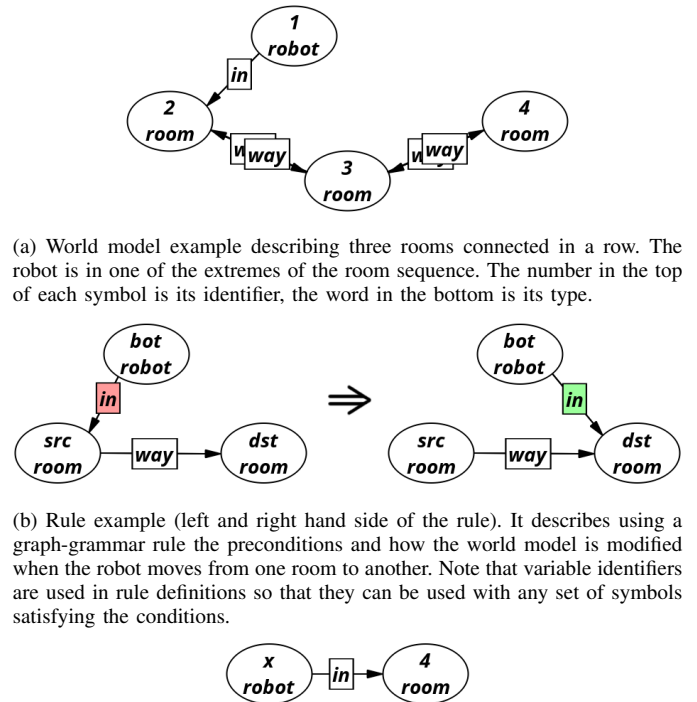 1
robot
in
2
room
4
room
way
way
3
room
(a) World model example describing three rooms connected in a row. The
robot is in one of the extremes of the room sequence. The number in the top
of each symbol is its identifier, the word in the bottom is its type.
bot
robot
in
src
room
way
dst
room
⇒
bot
robot
in
src
room
way
dst
room
(b) Rule example (left and right hand side of the rule). It describes using a
graph-grammar rule the preconditions and how the world model is modified
when the robot moves from one room to another. Note that variable identifiers
are used in rule definitions so that they can be used with any set of symbols
satisfying the conditions.
x
robot
in
4
room